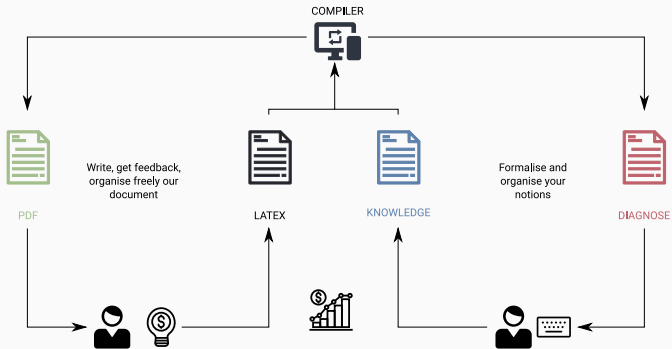 COMPILER
Write, get feedback,
organise freely our
document
Formalise and
organise your
notions
PDF
LATEX
KNOWLEDGE
DIAGNOSE